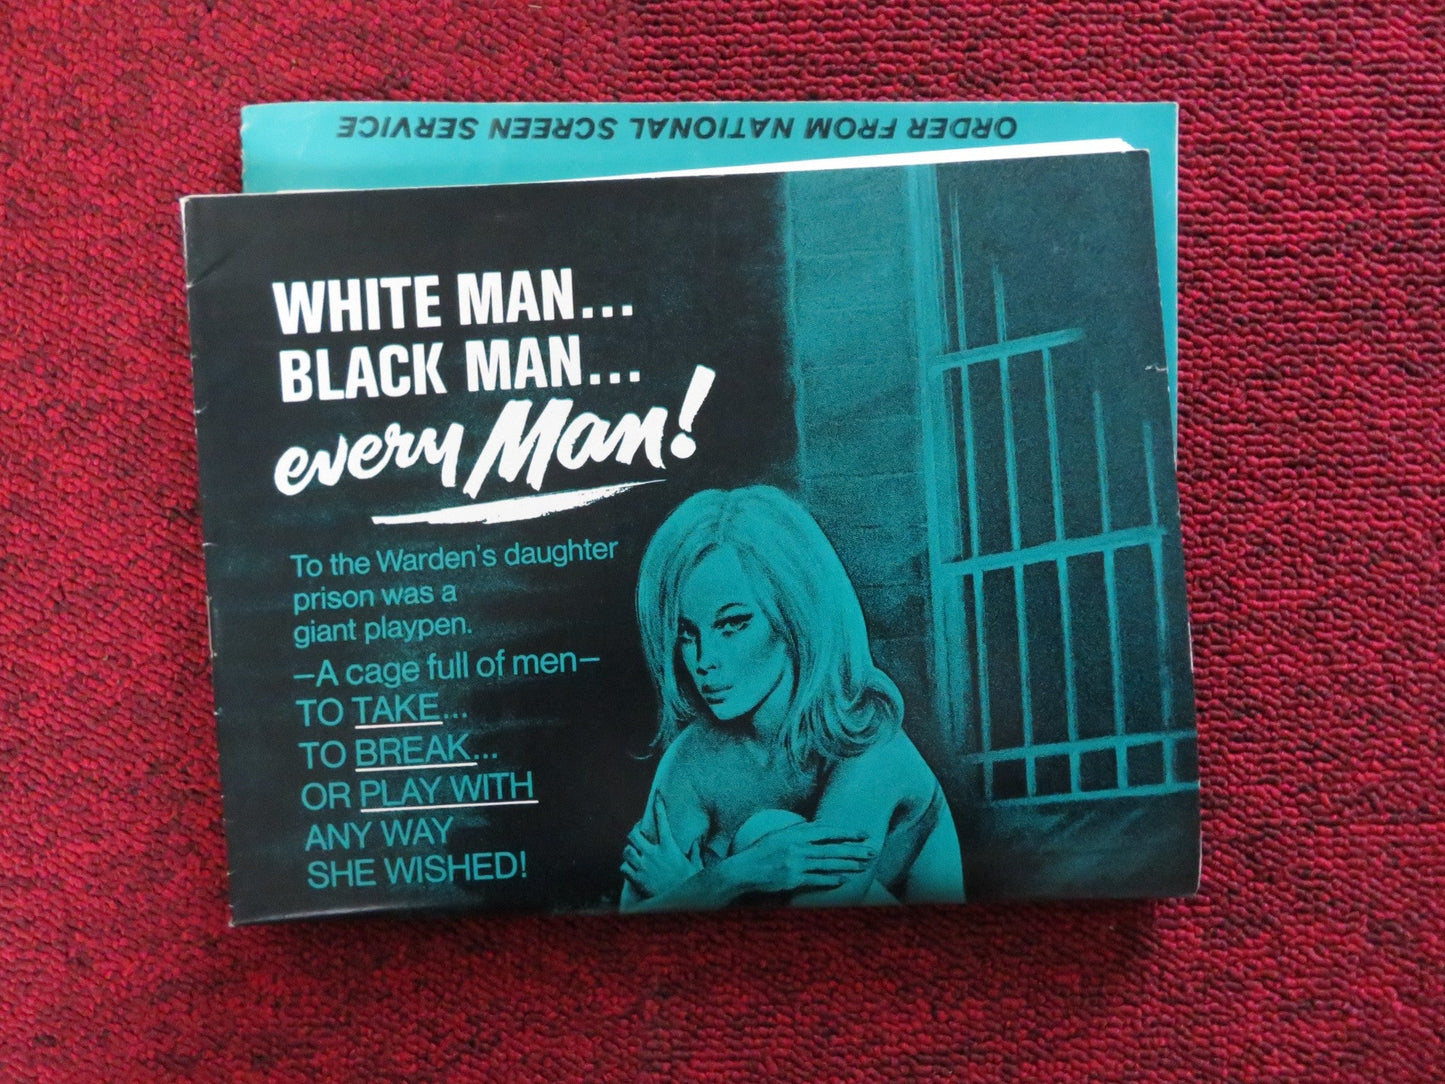 ORDER FROM NATIONAL SCREEN SERVICE
WHITE MAN...
BLACK MAN...
every Man!
To the Warden's daughter
prison was a
giant playpen.
–A cage full of men–
TO TAKE...
TO BREAK...
OR PLAY WITH
ANY WAY
SHE WISHED!